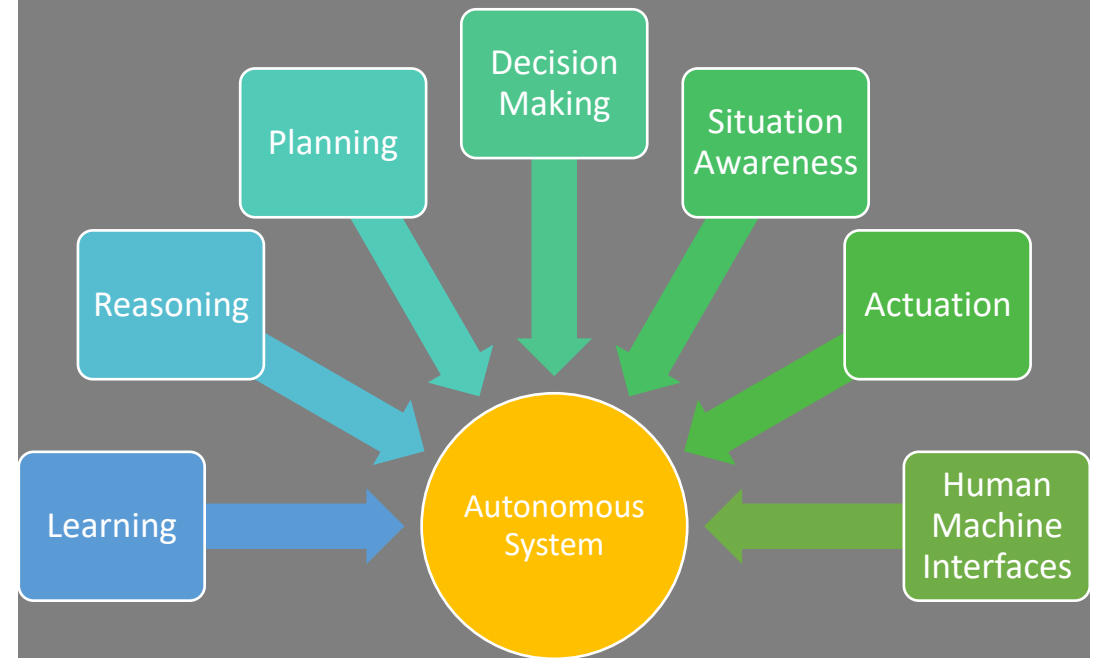 Decision
Making
Planning
Situation
Awareness
Reasoning
Actuation
Learning
Autonomous
System
Human
Machine
Interfaces